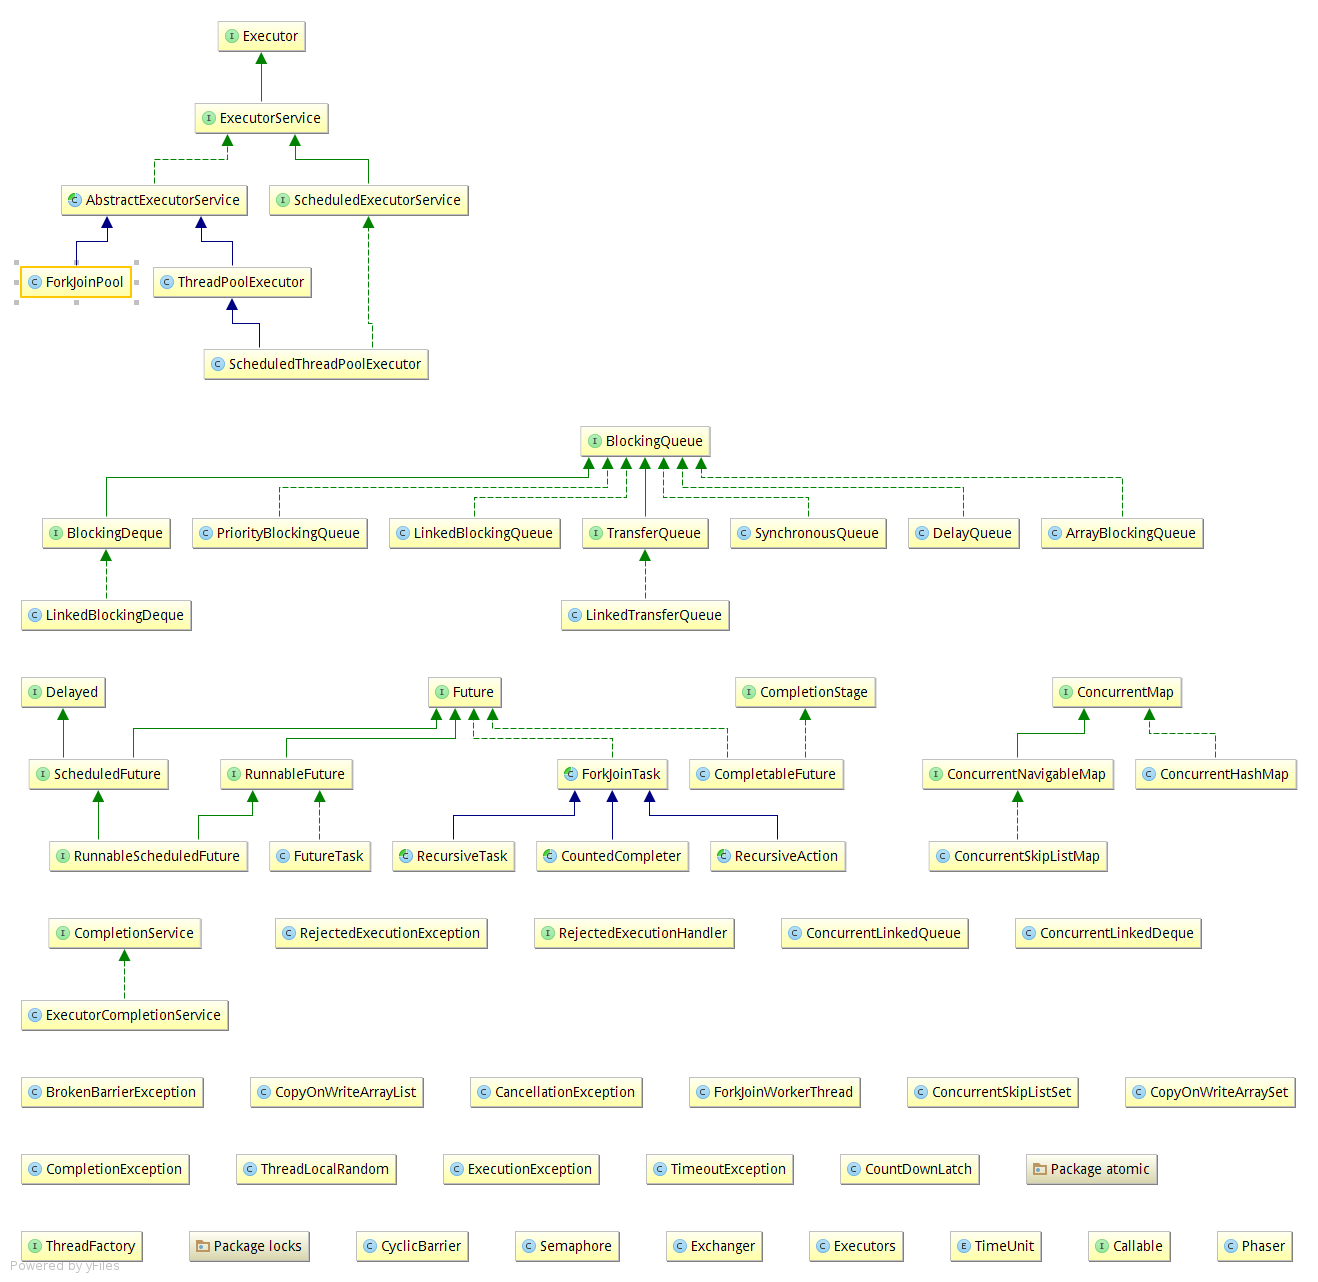 Executor
ExecutorService
AbstractExecutorService
ScheduledExecutorService
ForkJoinPool
ThreadPoolExecutor
ScheduledThreadPoolExecutor
BlockingQueue
BlockingDeque
PriorityBlockingQueue
LinkedBlockingQueue
TransferQueue
SynchronousQueue
DelayQueue
ArrayBlockingQueue
LinkedBlockingDeque
LinkedTransferQueue
Delayed
Future
CompletionStage
ConcurrentMap
ScheduledFuture
RunnableFuture
ForkJoinTask
CompletableFuture
ConcurrentNavigableMap
ConcurrentHashMap
RunnableScheduledFuture
FutureTask
RecursiveTask
CountedCompleter
RecursiveAction
ConcurrentSkipListMap
CompletionService
RejectedExecutionException
RejectedExecutionHandler
ConcurrentLinkedQueue
ConcurrentLinkedDeque
ExecutorCompletionService
BrokenBarrierException
CopyOnWriteArrayList
CancellationException
ForkJoinWorkerThread
ConcurrentSkipListSet
CopyOnWriteArraySet
CompletionException
ThreadLocalRandom
ExecutionException
TimeoutException
CountDownLatch
Package atomic
ThreadFactory
Package locks
CyclicBarrier
Semaphore
Exchanger
Executors
TimeUnit
Callable
Phaser
Powered by yFiles